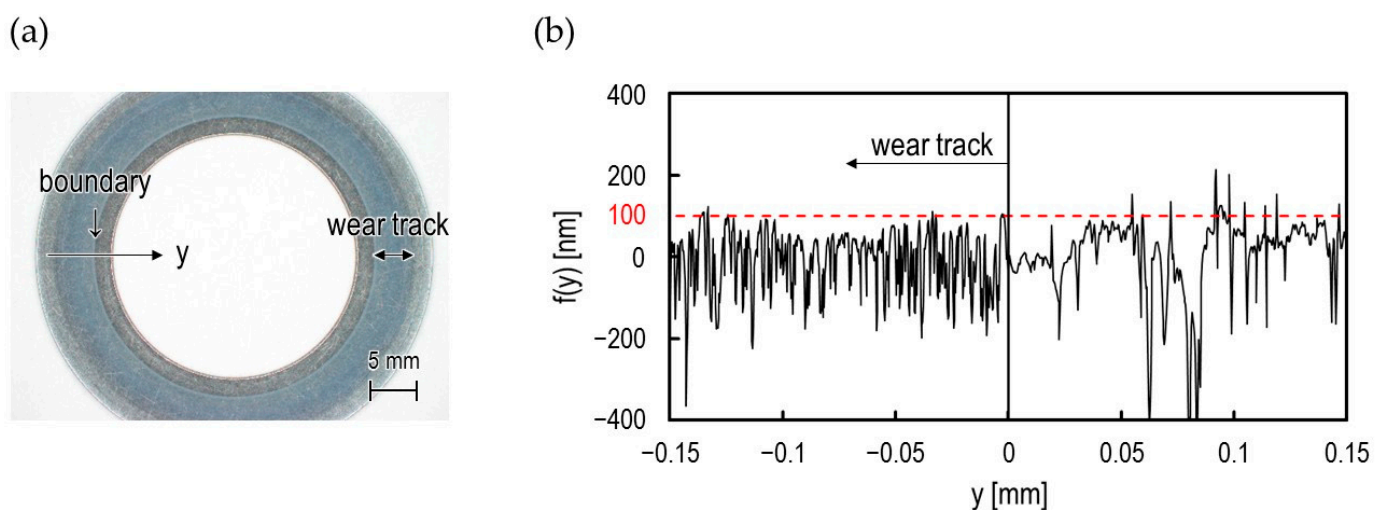 (a)
boundary
y
wear track
5 mm
(b)
400
200
100
0
−200
−400
f(y) [nm]
wear track
−0.15
−0.1
−0.05
0
0.05
0.1
0.15
y [mm]